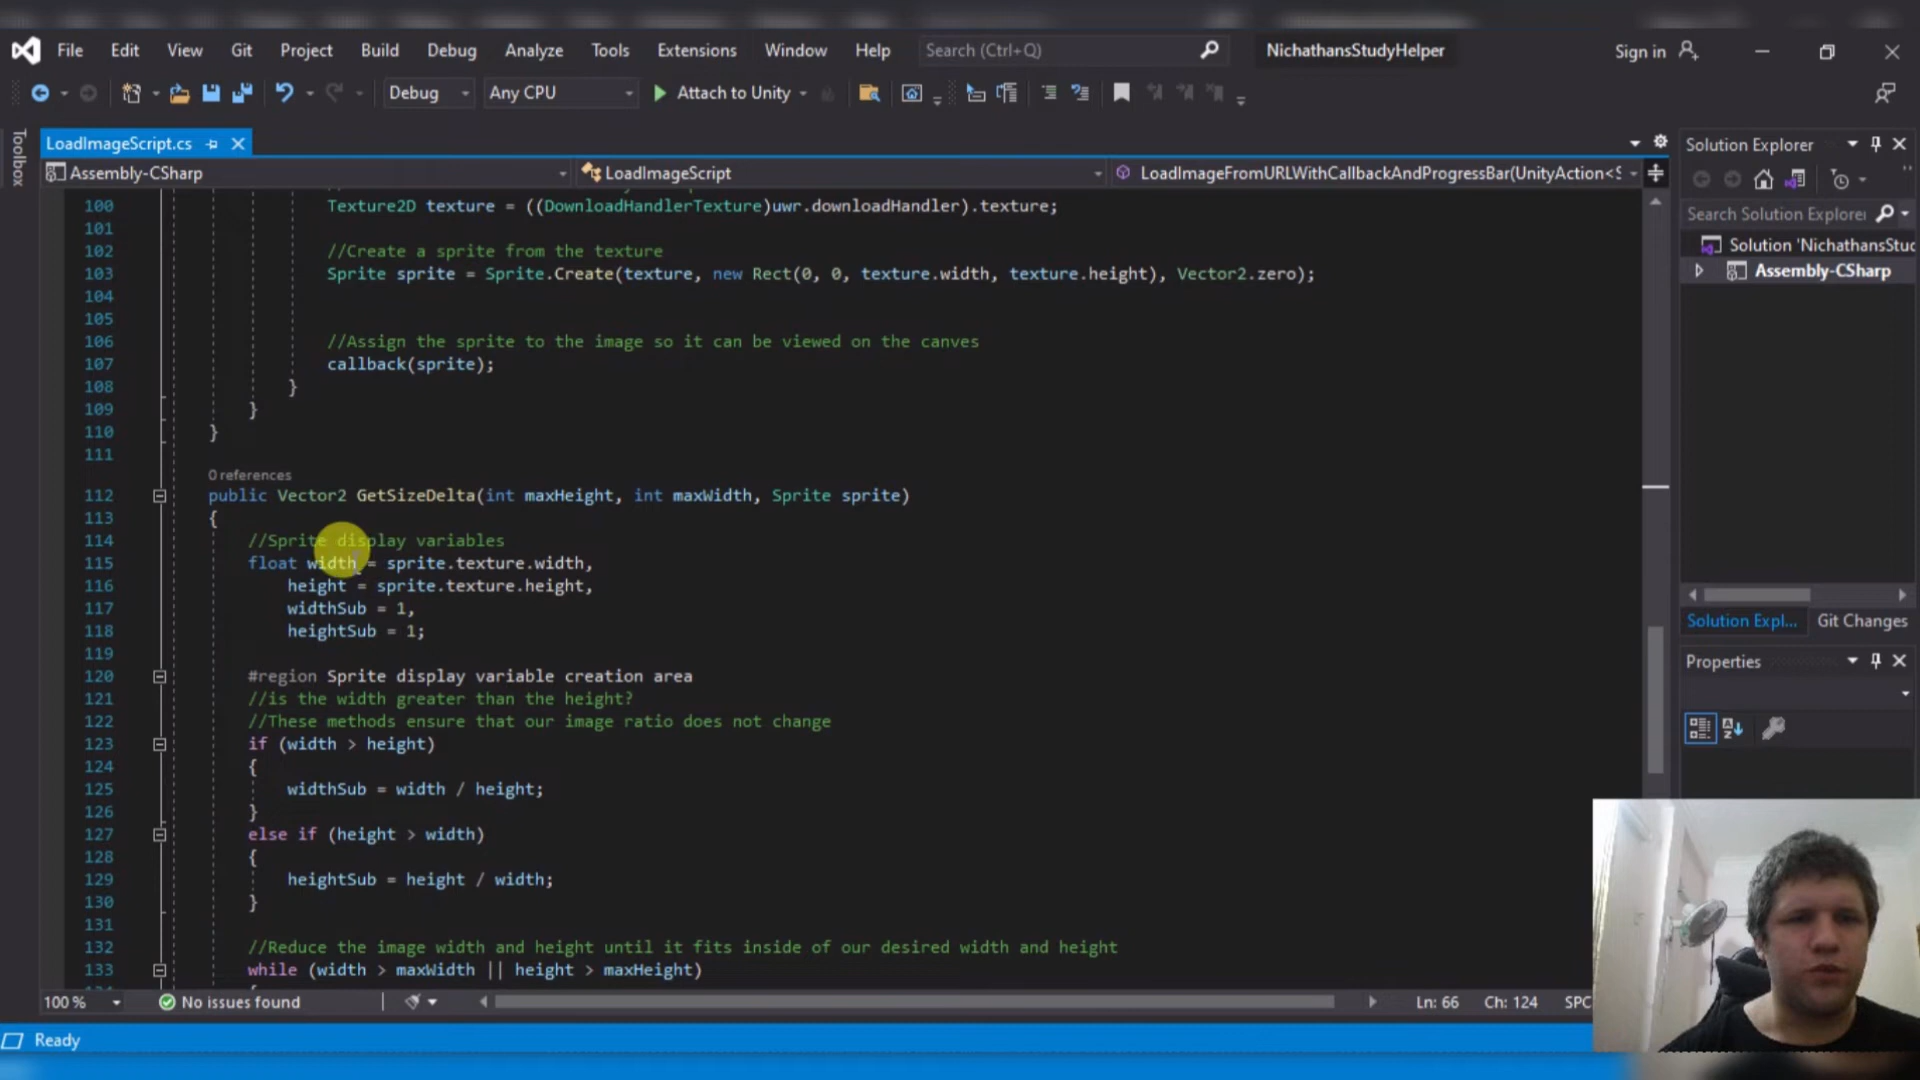 File Edit View Git Project Build Debug Analyze Tools Extensions Window Help Search (Ctrl+Q) NichathansStudyHelper Sign in
Debug Any CPU Attach to Unity
Toolbox
LoadImageScript.cs
Assembly-CSharp LoadImageScript LoadImageFromURLWithCallbackAndProgressBar(UnityAction<S
100 Texture2D texture = ((DownloadHandlerTexture)uwr.downloadHandler).texture;
101
102 //Create a sprite from the texture
103 Sprite sprite = Sprite.Create(texture, new Rect(0, 0, texture.width, texture.height), Vector2.zero);
104
105
106 //Assign the sprite to the image so it can be viewed on the canves
107 callback(sprite);
108 }
109 }
110 }
111
0 references
112 public Vector2 GetSizeDelta(int maxHeight, int maxWidth, Sprite sprite)
113 {
114 //Sprite display variables
115 float width = sprite.texture.width,
116 height = sprite.texture.height,
117 widthSub = 1,
118 heightSub = 1;
119
120 #region Sprite display variable creation area
121 //is the width greater than the height?
122 //These methods ensure that our image ratio does not change
123 if (width > height)
124 {
125 widthSub = width / height;
126 }
127 else if (height > width)
128 {
129 heightSub = height / width;
130 }
131
132 //Reduce the image width and height until it fits inside of our desired width and height
133 while (width > maxWidth || height > maxHeight)
100 % No issues found Ln: 66 Ch: 124 SPC
Ready
Solution Explorer
Search Solution Explorer
Solution 'NichathansStud
Assembly-CSharp
Solution Expl... Git Changes
Properties